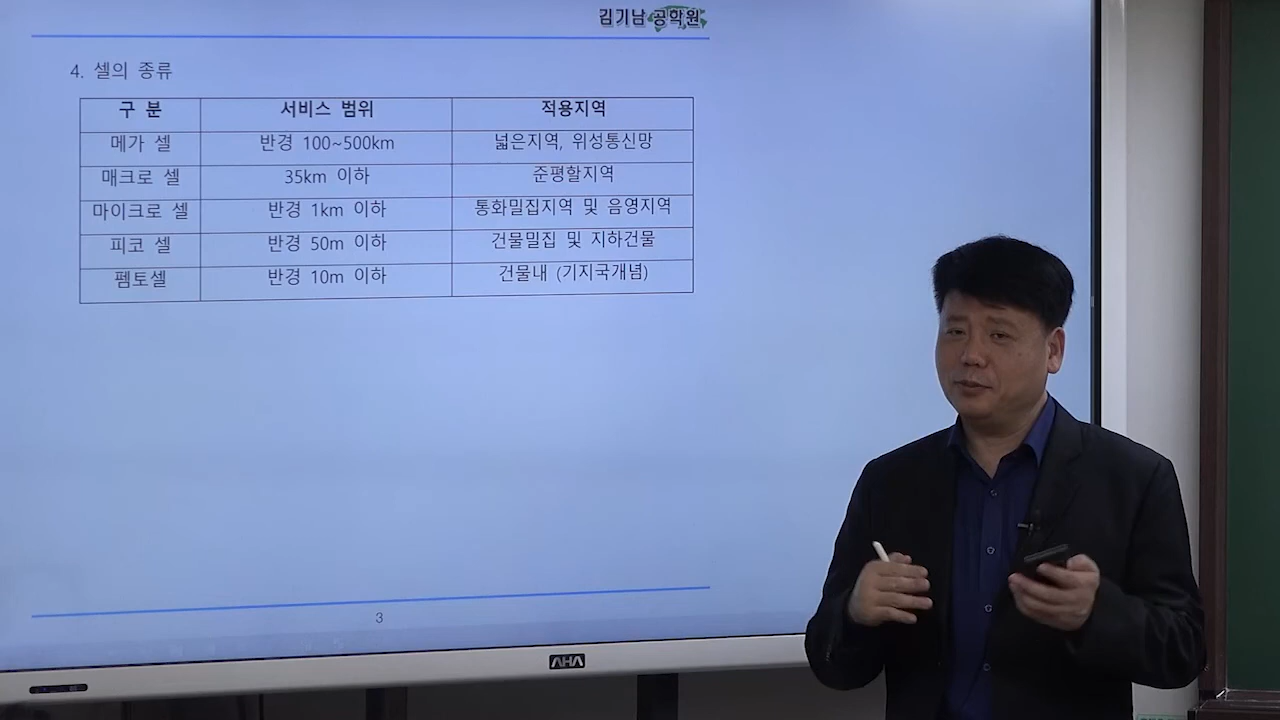 김기남 공학원
4. 셀의 종류
구 분 서비스 범위 적용지역
메가 셀 반경 100~500km 넓은지역, 위성통신망
매크로 셀 35km 이하 준평할지역
마이크로 셀 반경 1km 이하 통화밀집지역 및 음영지역
피코 셀 반경 50m 이하 건물밀집 및 지하건물
펨토셀 반경 10m 이하 건물내 (기지국개념)
3
AHA